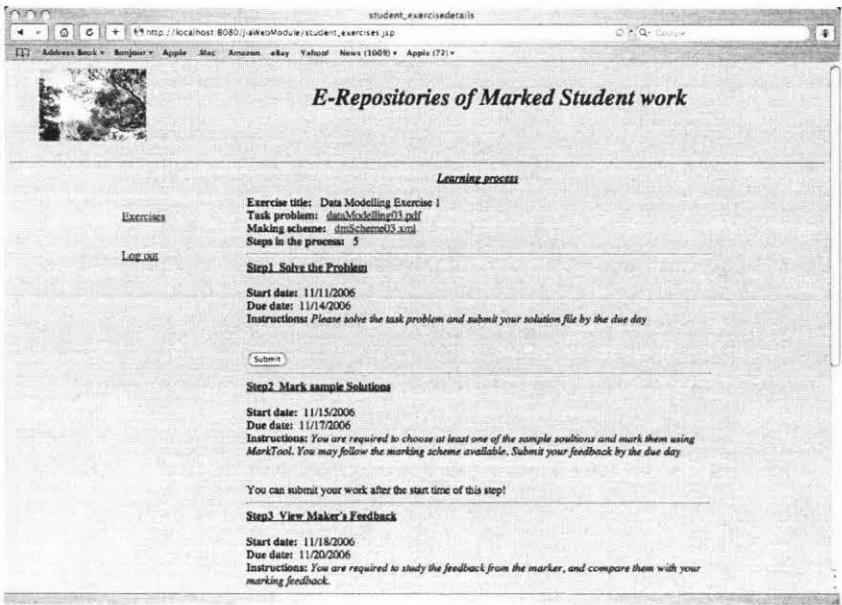 student_exercisedetails
http://localhost:8080/JiaWebModule/student_exercises.jsp
Google
Address Book Bonjour Apple .Mac Amazon eBay Yahoo! News (1009) Apple (72)
E-Repositories of Marked Student work
Learning process
Exercise title: Data Modelling Exercise 1
Exercises
Task problem: dataModelling03.pdf
Making scheme: dmScheme03.xml
Steps in the process: 5
Log out
Step1 Solve the Problem
Start date: 11/11/2006
Due date: 11/14/2006
Instructions: Please solve the task problem and submit your solution file by the due day
Submit
Step2 Mark sample Solutions
Start date: 11/15/2006
Due date: 11/17/2006
Instructions: You are required to choose at least one of the sample soultions and mark them using
MarkTool. You may follow the marking scheme available, Submit your feedback by the due day
You can submit your work after the start time of this step!
Step3 View Maker's Feedback
Start date: 11/18/2006
Due date: 11/20/2006
Instructions: You are required to study the feedback from the marker, and compare them with your
marking feedback.